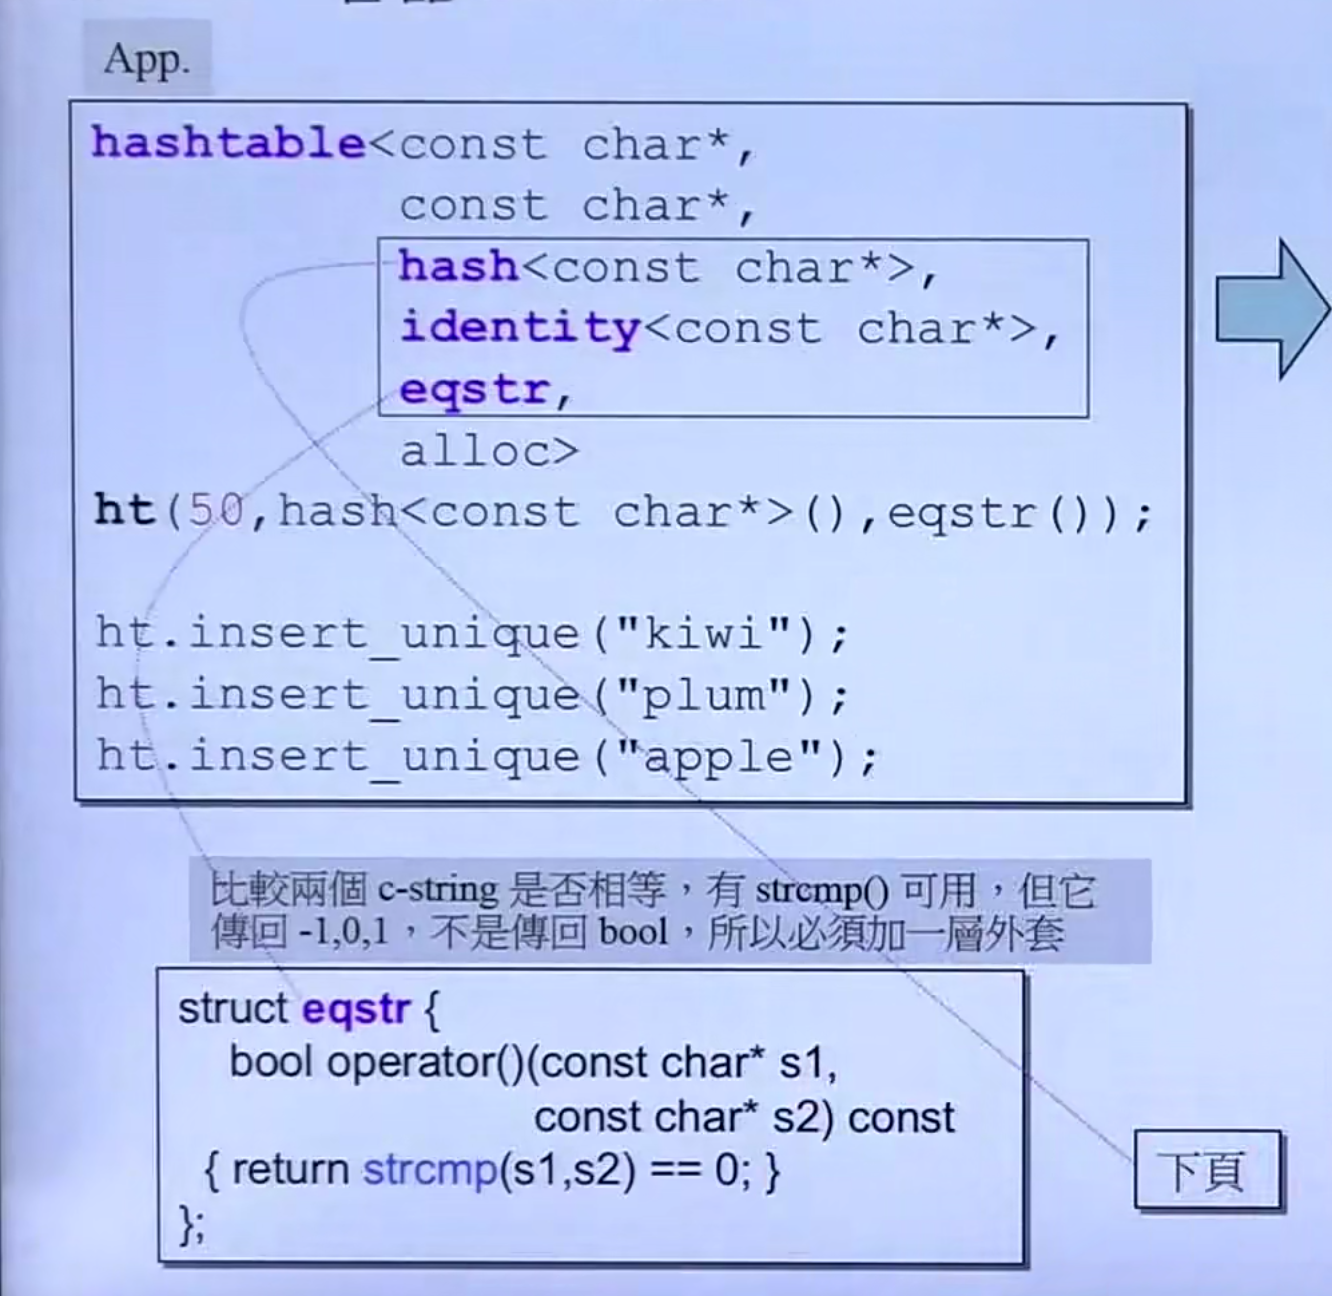 App.
hashtable<const char*,
const char*,
hash<const char*>,
identity<const char*>,
eqstr,
alloc>
ht(50,hash<const char*>(),eqstr());
ht.insert_unique("kiwi");
ht.insert_unique("plum");
ht.insert_unique("apple");
比較兩個 c-string 是否相等，有 strcmp() 可用，但它
傳回 -1,0,1，不是傳回 bool，所以必須加一層外套
struct eqstr {
bool operator()(const char* s1,
const char* s2) const
{ return strcmp(s1,s2) == 0; }
};
下頁